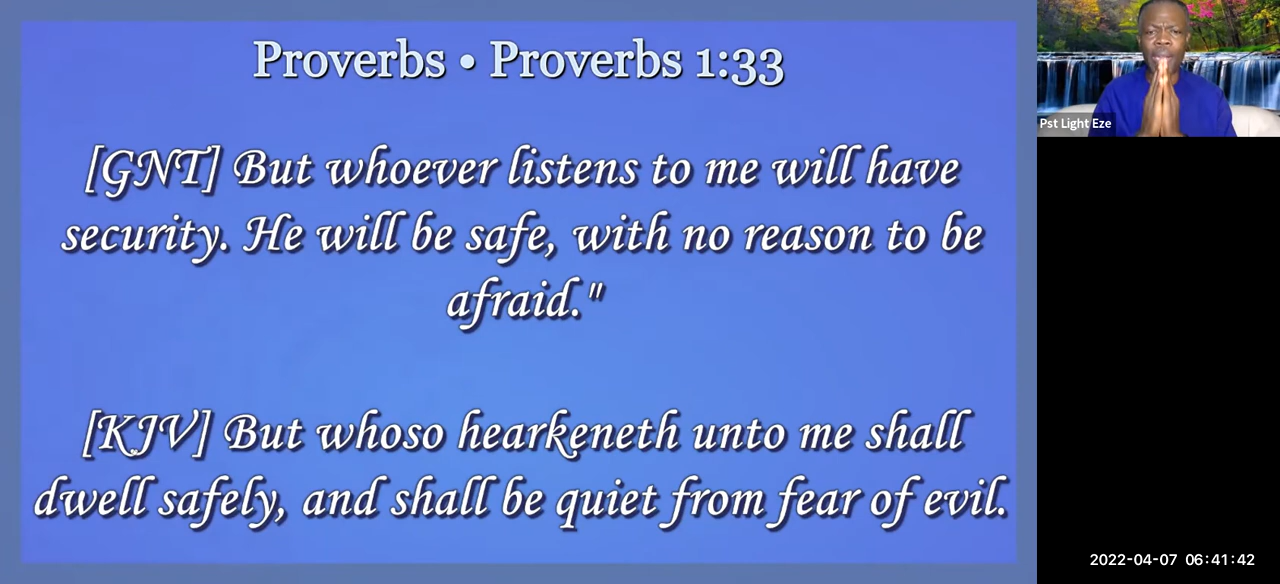 Proverbs • Proverbs 1:33
[GNT] But whoever listens to me will have
security. He will be safe, with no reason to be
afraid."
[KJV] But whoso hearkeneth unto me shall
dwell safely, and shall be quiet from fear of evil.
Pst Light Eze
2022-04-07 06:41:42